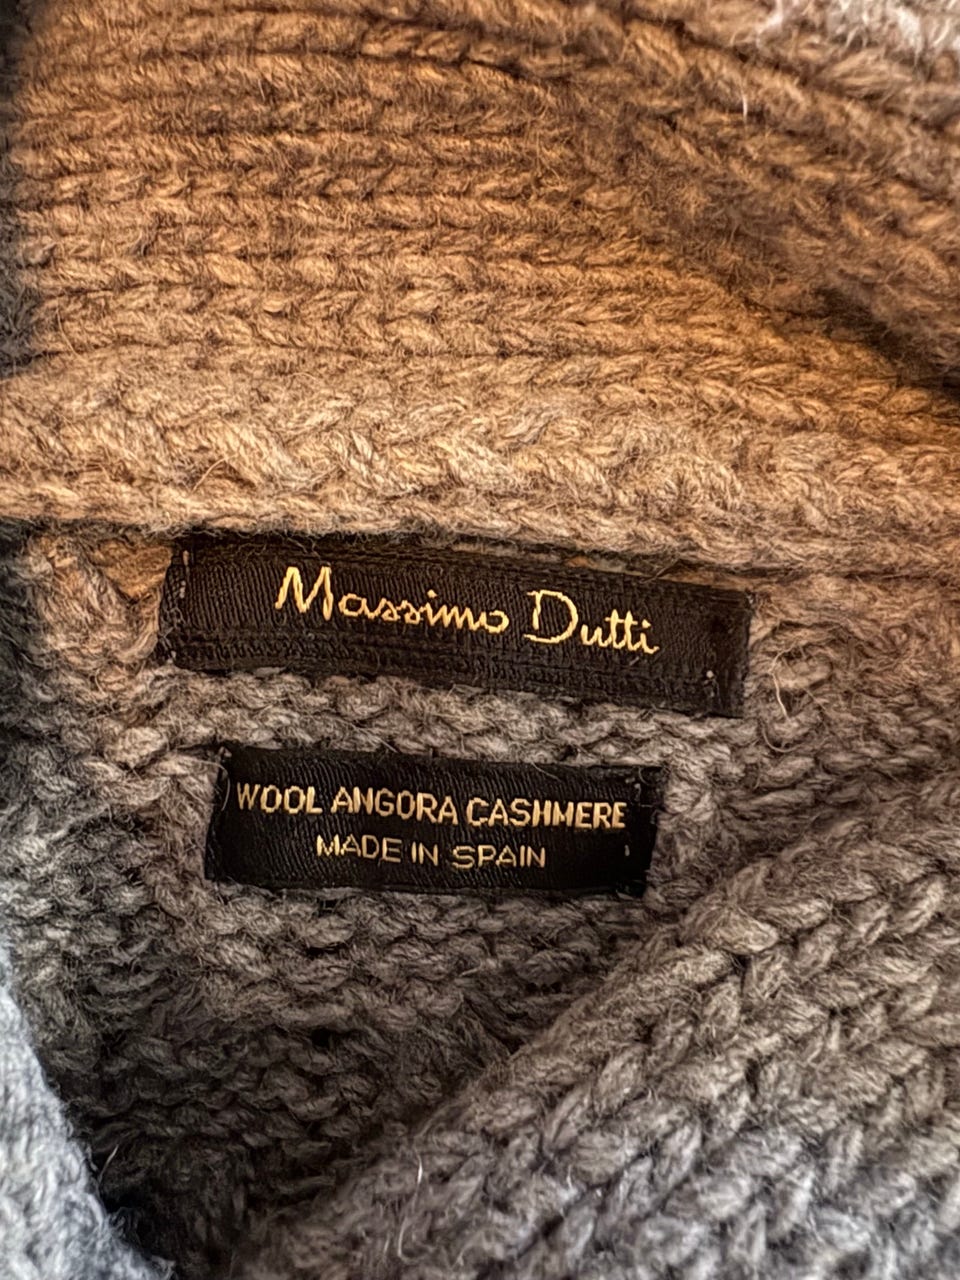 Massimo Dutti
WOOL ANGORA CASHMERE
MADE IN SPAIN